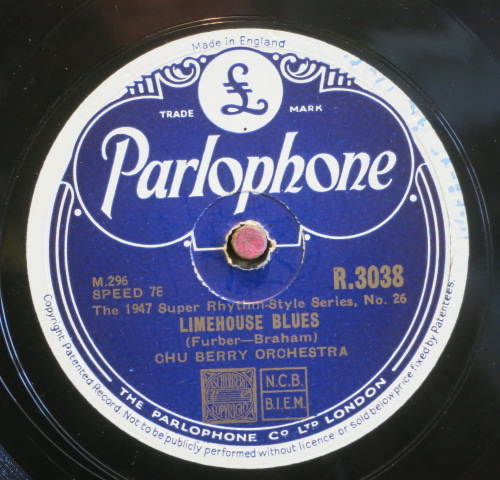 Made in England
£
TRADE MARK
Parlophone
M.296
SPEED 78
R.3038
The 1947 Super Rhythm-Style Series, No. 26
LIMEHOUSE BLUES
(Furber—Braham)
CHU BERRY ORCHESTRA
N.C.B.
B.I.E.M.
THE PARLOPHONE CO LTD LONDON
Copyright. Patented Record. Not to be publicly performed without licence or sold below price fixed by Patentees.